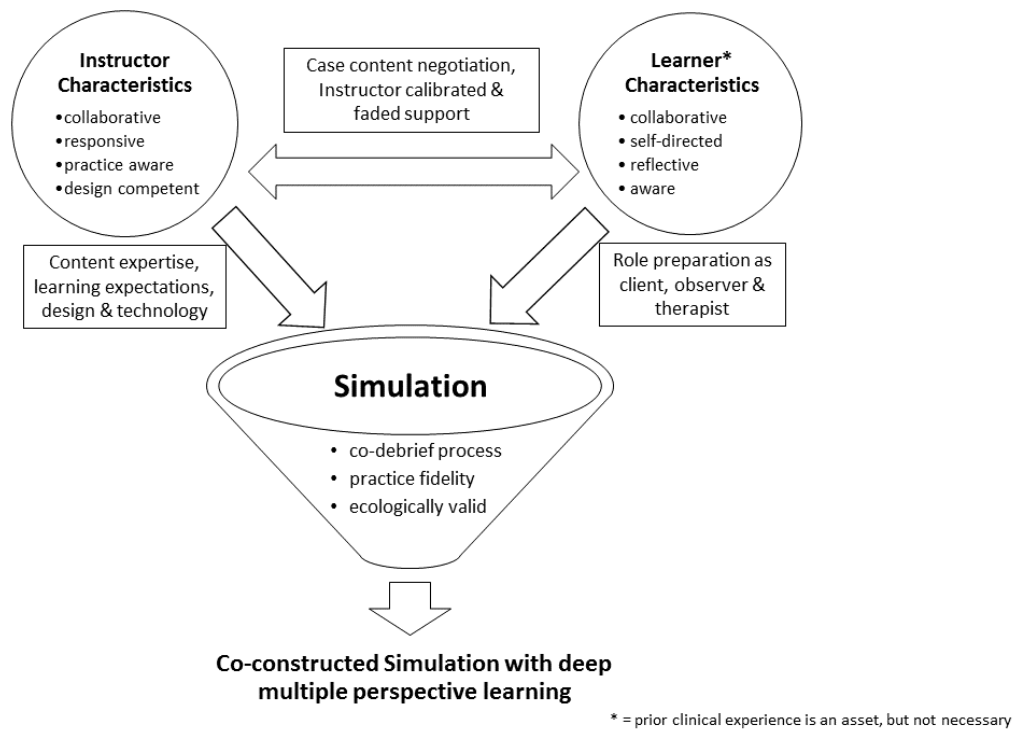 Instructor
Characteristics
•collaborative
•responsive
•practice aware
•design competent
Case content negotiation,
Instructor calibrated &
faded support
Learner*
Characteristics
• collaborative
• self-directed
• reflective
• aware
Content expertise,
learning expectations,
design & technology
Role preparation as
client, observer &
therapist
Simulation
• co-debrief process
• practice fidelity
• ecologically valid
Co-constructed Simulation with deep
multiple perspective learning
* = prior clinical experience is an asset, but not necessary